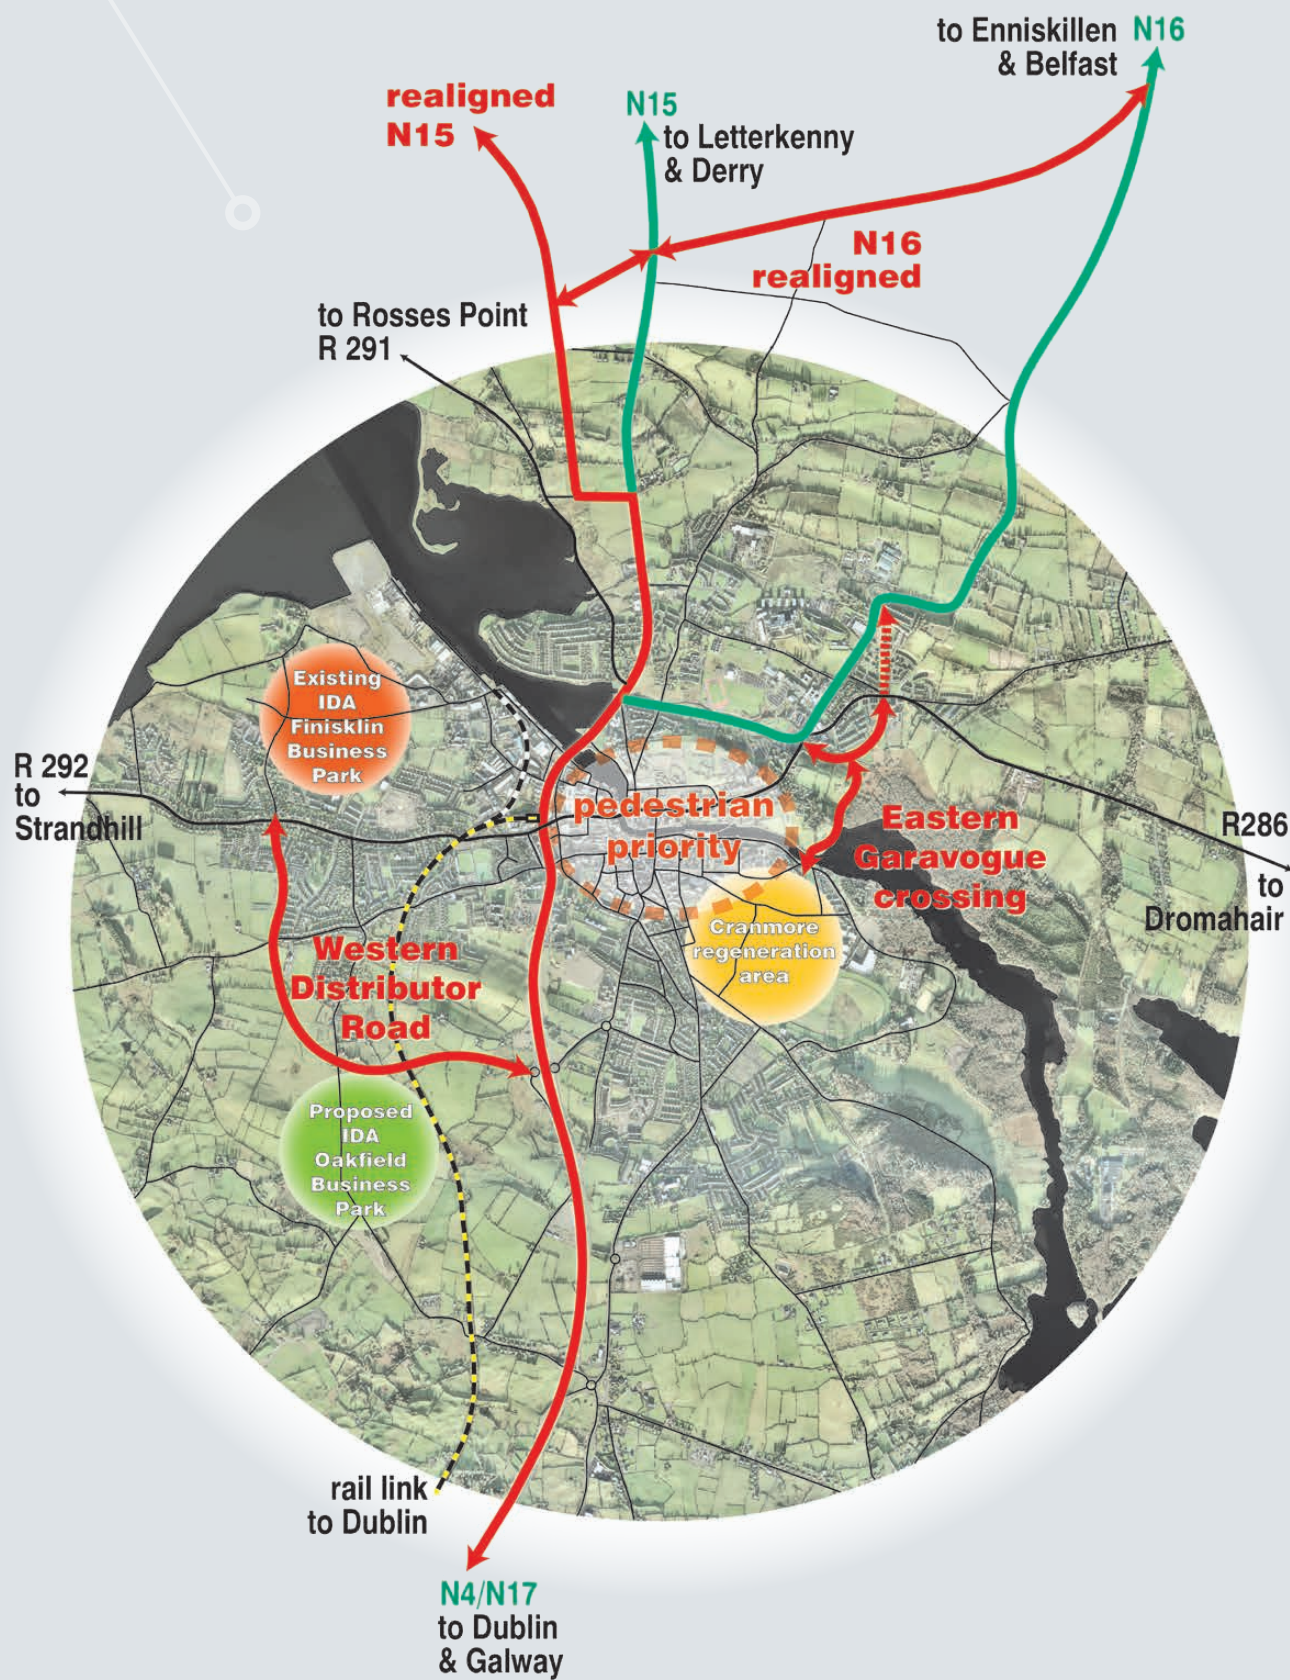 to Enniskillen N16
& Belfast
realigned
N15
N15
to Letterkenny
& Derry
N16
realigned
to Rosses Point
R 291
Existing
IDA
Finisklin
Business
Park
R 292
to
Strandhill
pedestrian
priority
Eastern
Garavogue
crossing
R286
to
Dromahair
Cranmore
regeneration
area
Western
Distributor
Road
Proposed
IDA
Oakfield
Business
Park
rail link
to Dublin
N4/N17
to Dublin
& Galway